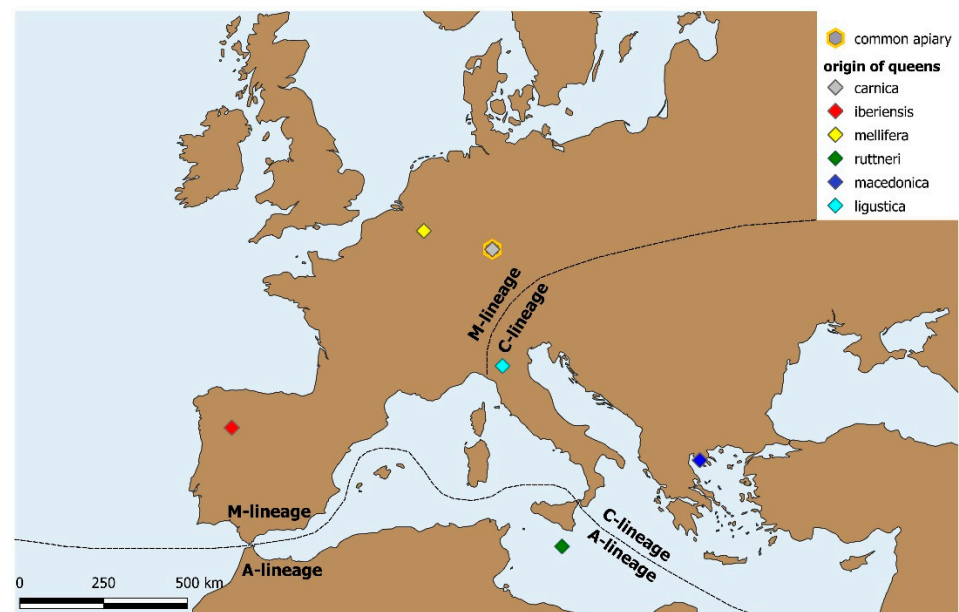 common apiary
origin of queens
carnica
iberiensis
mellifera
ruttneri
macedonica
ligustica
M-lineage
C-lineage
M-lineage
A-lineage
C-lineage
A-lineage
0 250 500 km